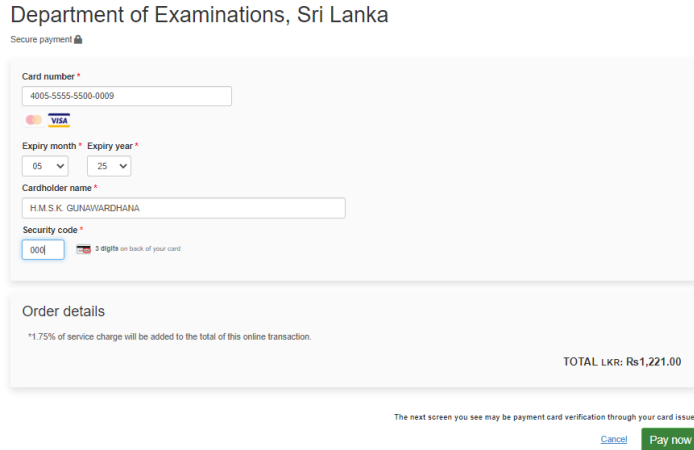 Department of Examinations, Sri Lanka
Secure payment
Card number *
4005-5555-5500-0009
VISA
Expiry month * Expiry year *
05 25
Cardholder name *
H.M.S.K. GUNAWARDHANA
Security code *
000 3 digits on back of your card
Order details
*1.75% of service charge will be added to the total of this online transaction.
TOTAL LKR: Rs1,221.00
The next screen you see may be payment card verification through your card issue
Cancel Pay now